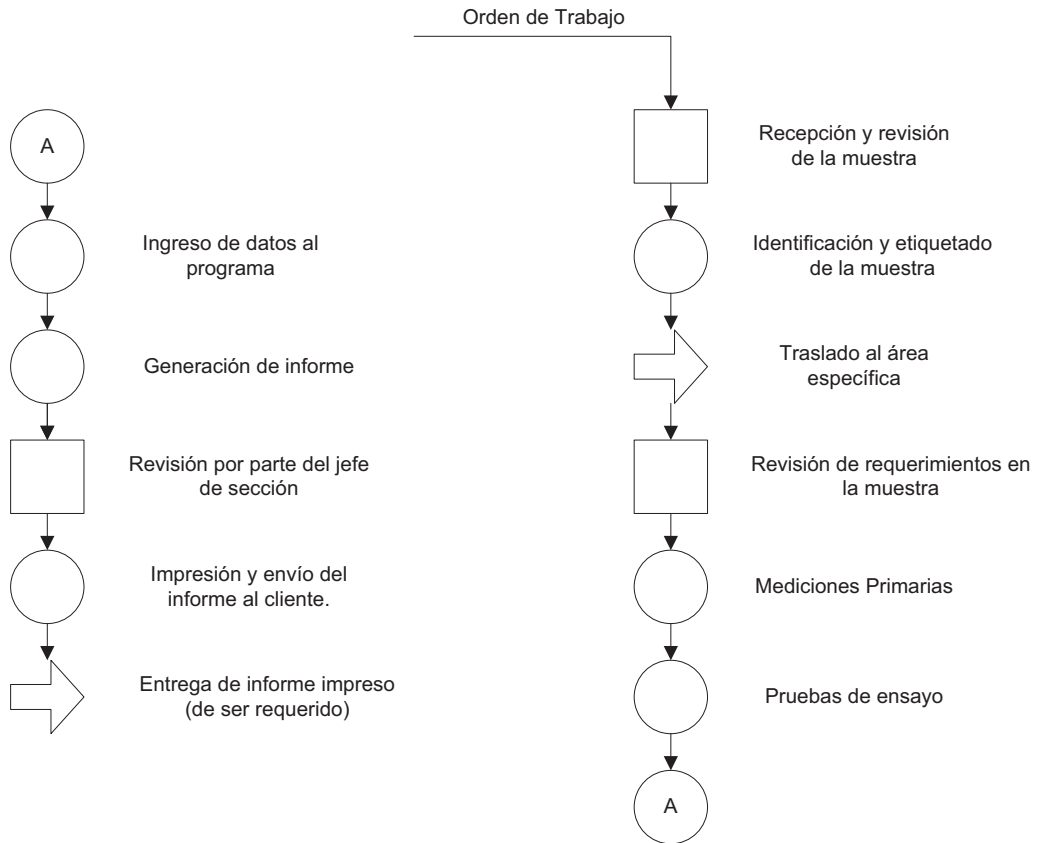 Orden de Trabajo
Recepción y revisión
de la muestra
Identificación y etiquetado
de la muestra
Traslado al área
específica
Revisión de requerimientos en
la muestra
Mediciones Primarias
Pruebas de ensayo
A
A
Ingreso de datos al
programa
Generación de informe
Revisión por parte del jefe
de sección
Impresión y envío del
informe al cliente.
Entrega de informe impreso
(de ser requerido)